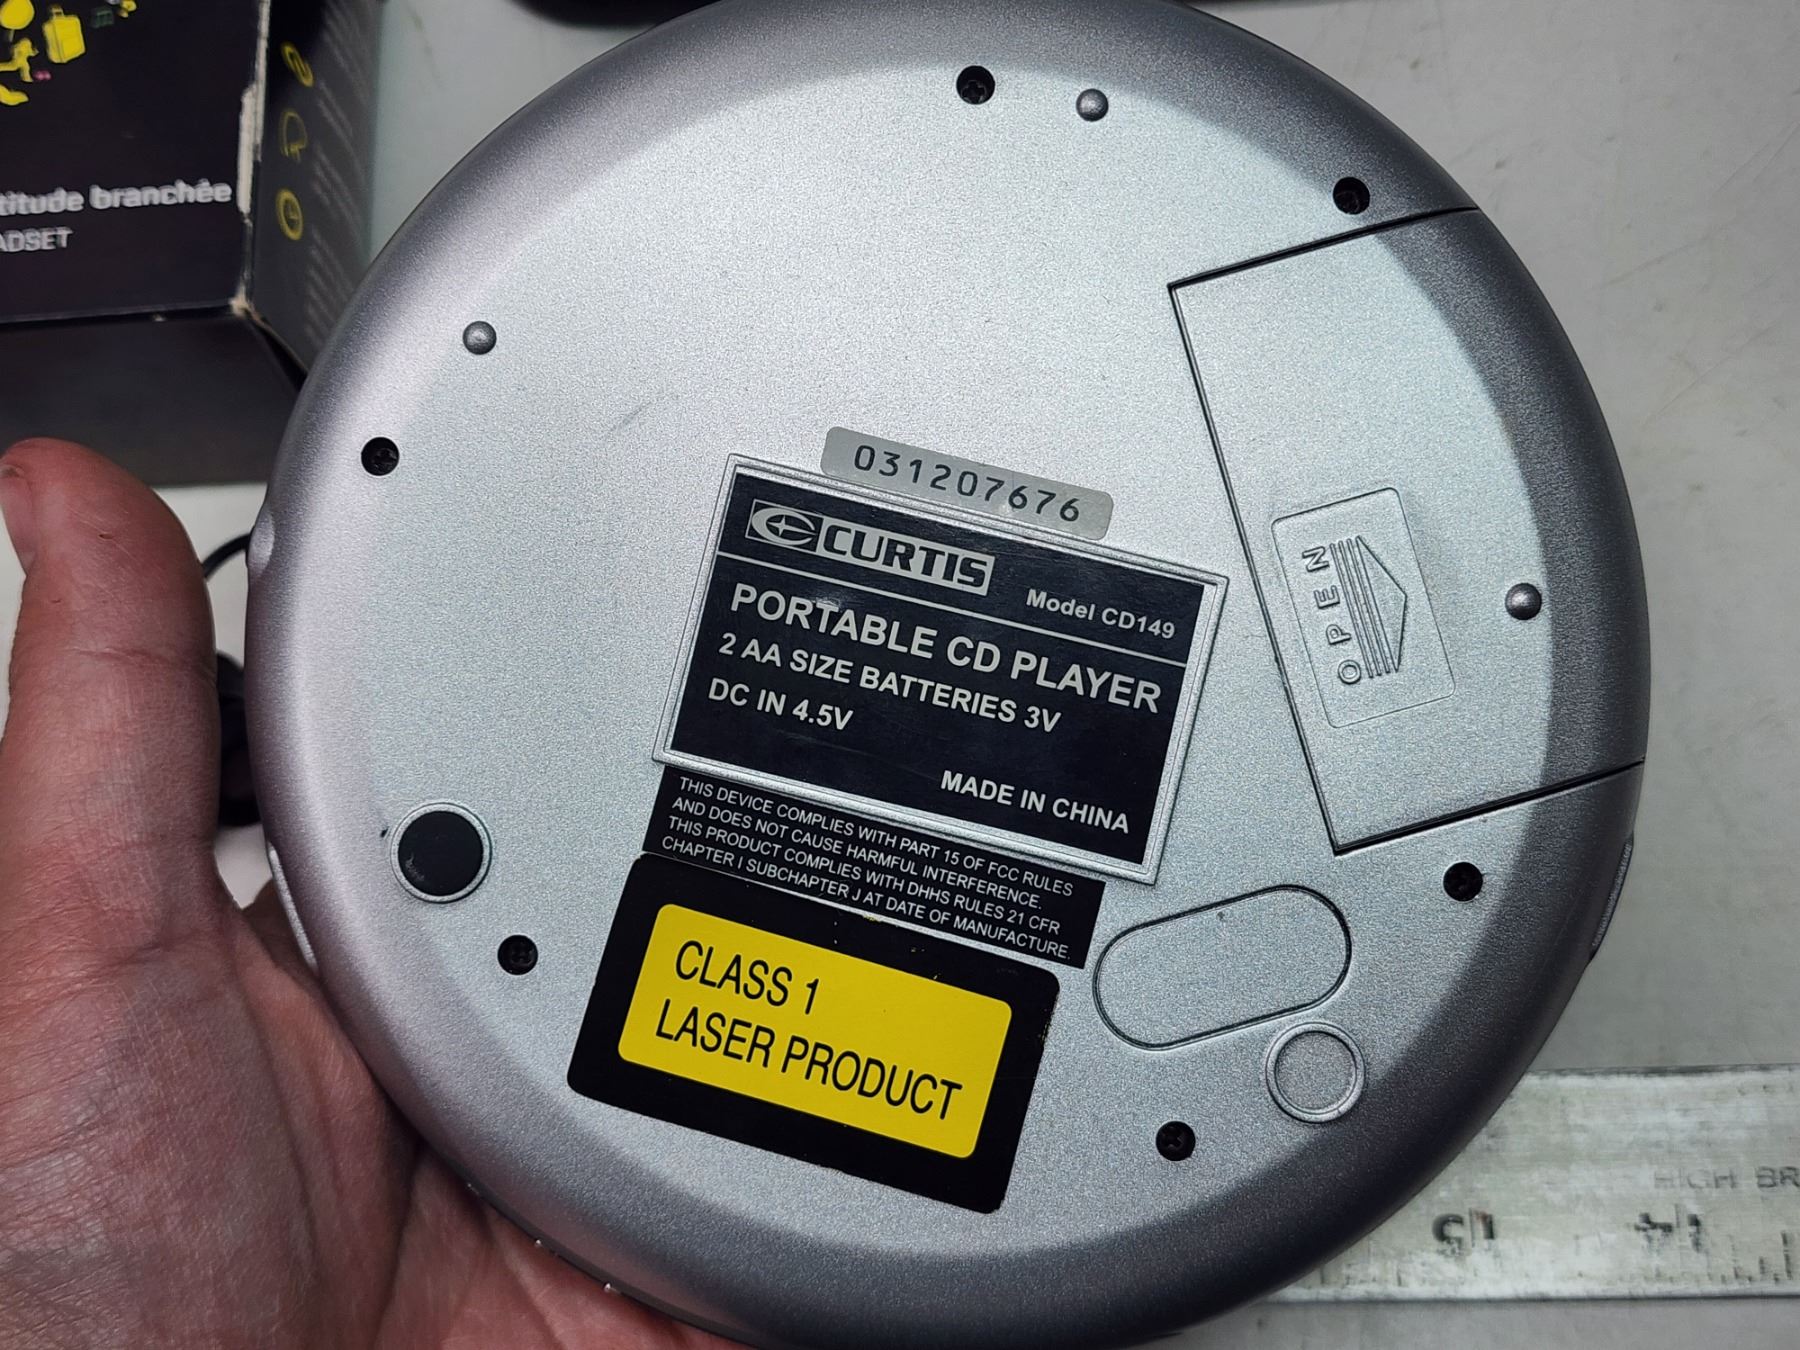 branchée
031207676
CURTIS
Model CD149
PORTABLE CD PLAYER
2 AA SIZE BATTERIES 3V
DC IN 4.5V
MADE IN CHINA
THIS DEVICE COMPLIES WITH PART 15 OF FCC RULES
AND DOES NOT CAUSE HARMFUL INTERFERENCE.
THIS PRODUCT COMPLIES WITH DHHS RULES 21 CFR
CHAPTER I SUBCHAPTER J AT DATE OF MANUFACTURE.
CLASS 1
LASER PRODUCT
OPEN
HIGH
15
14